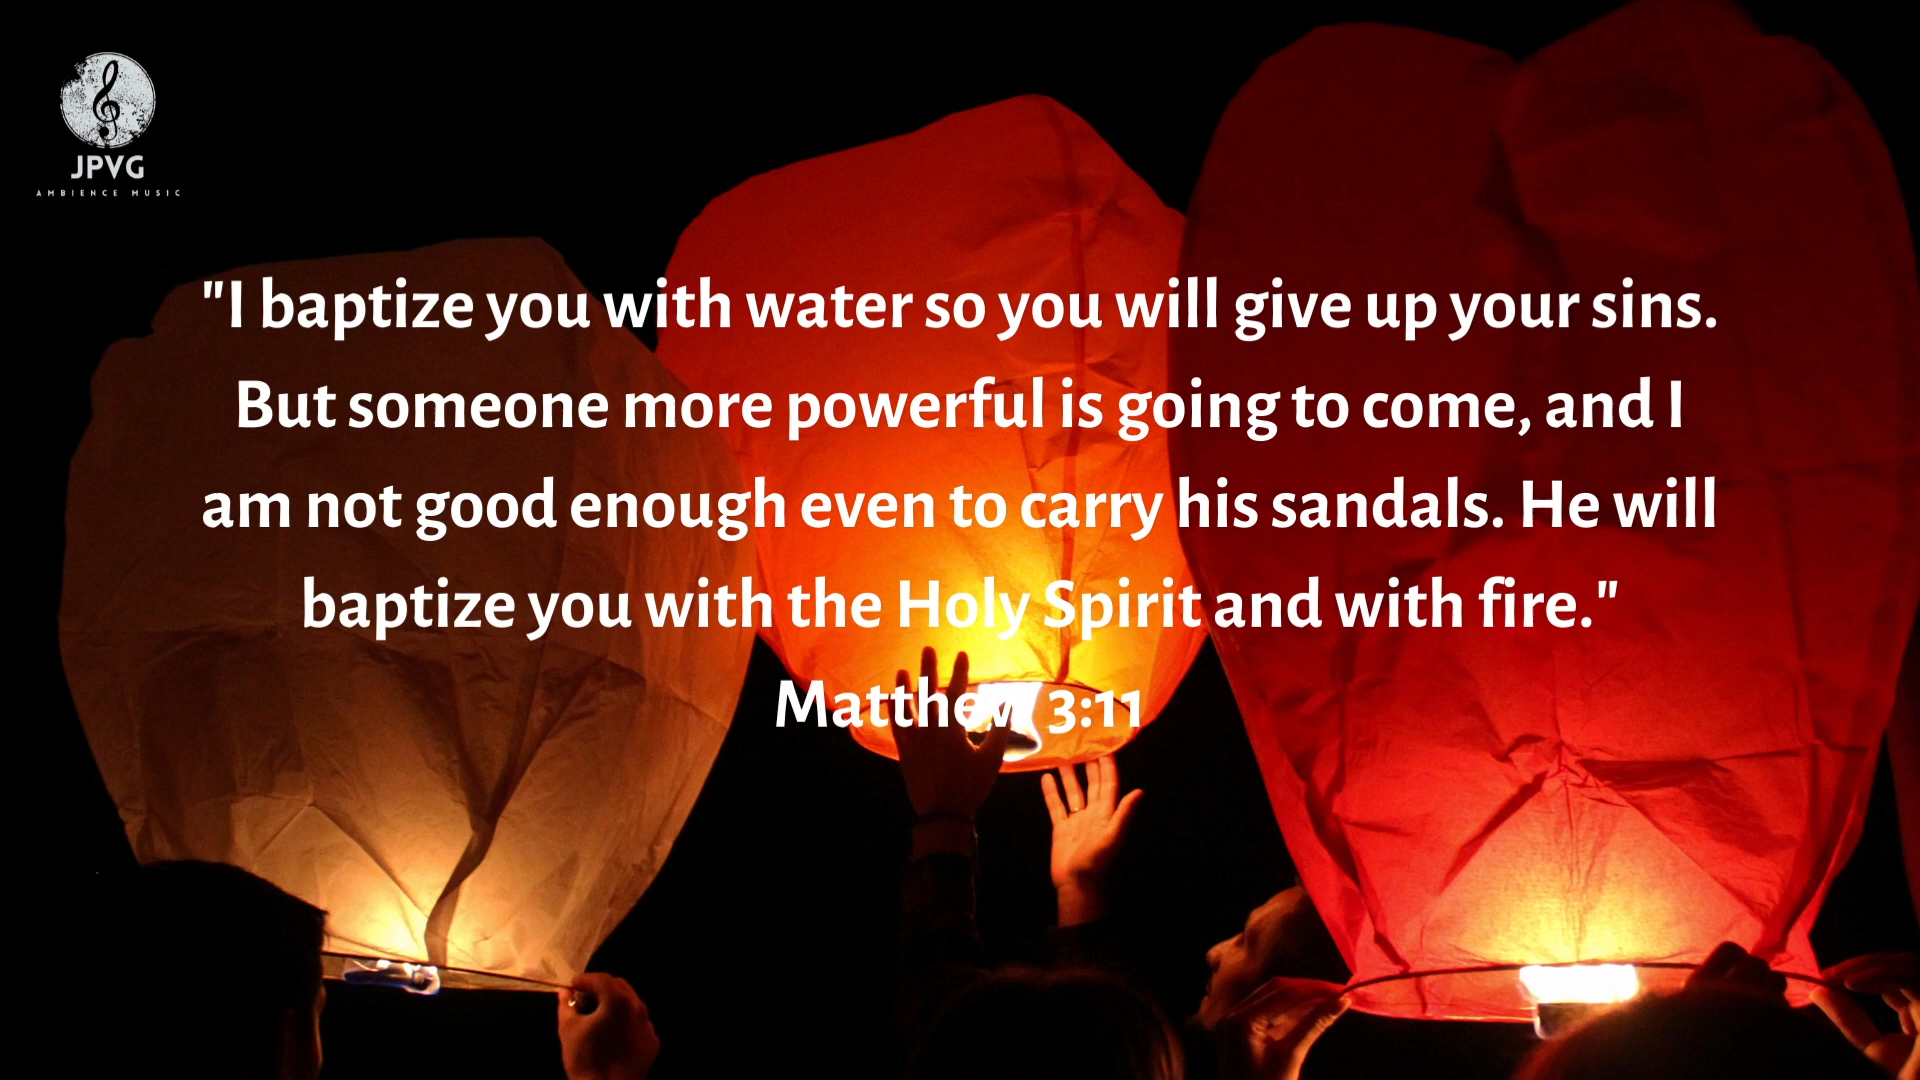 JPVG
AMBIENCE MUSIC
"I baptize you with water so you will give up your sins.
But someone more powerful is going to come, and I
am not good enough even to carry his sandals. He will
baptize you with the Holy Spirit and with fire."
Matthew 3:11